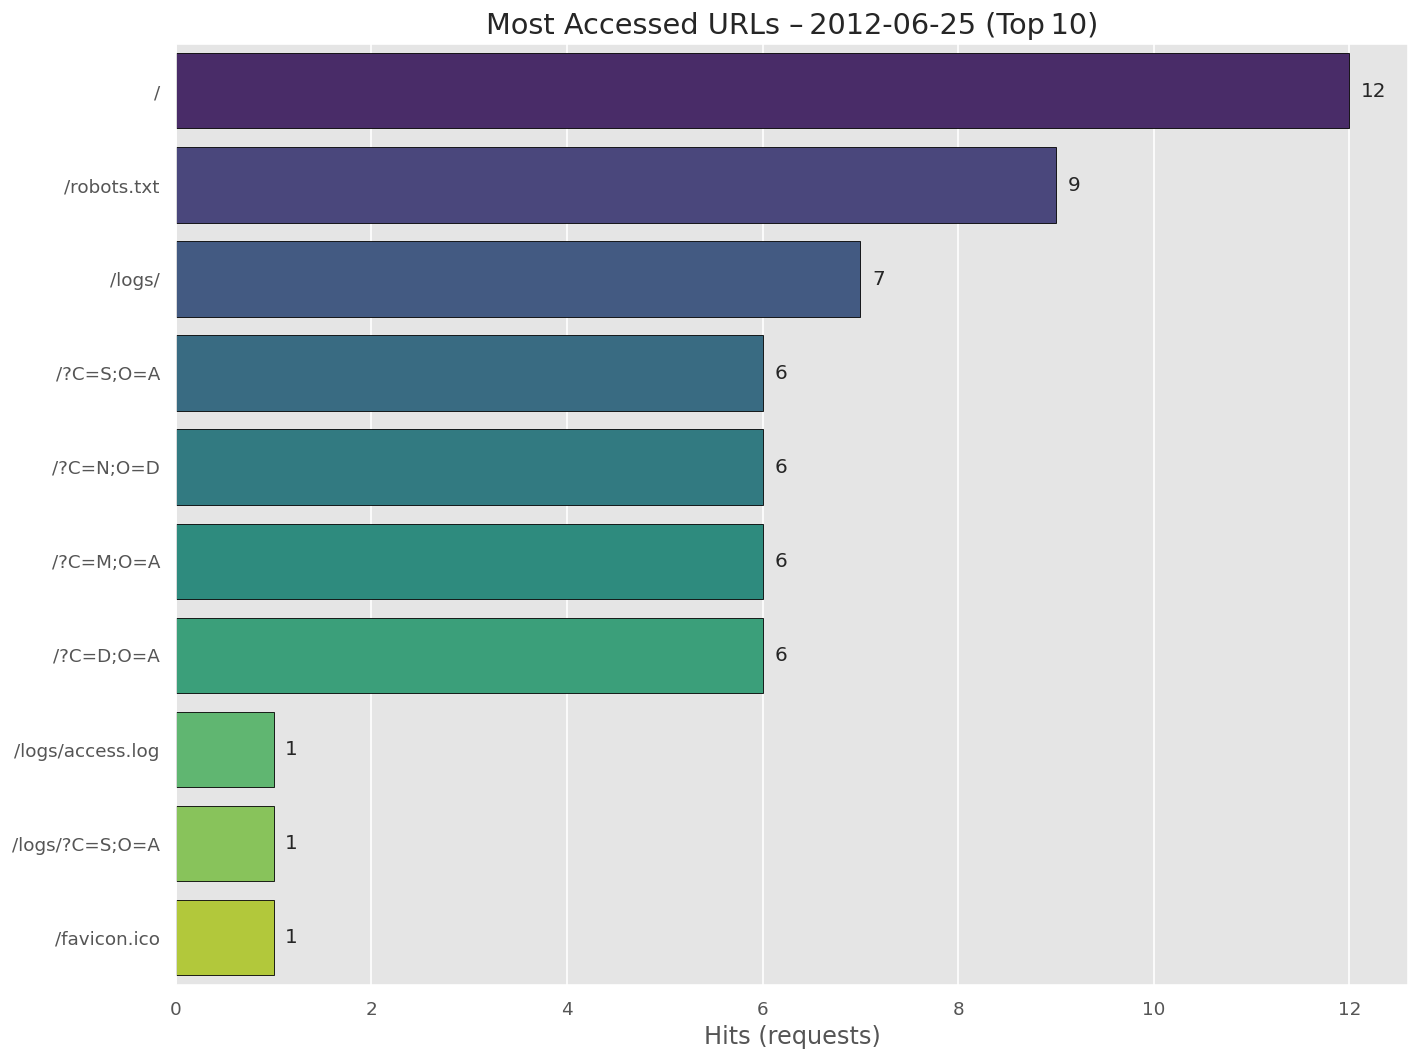 Most Accessed URLs – 2012-06-25 (Top 10)
/ 12
/robots.txt 9
/logs/ 7
/?C=S;O=A 6
/?C=N;O=D 6
/?C=M;O=A 6
/?C=D;O=A 6
/logs/access.log 1
/logs/?C=S;O=A 1
/favicon.ico 1
0 2 4 6 8 10 12
Hits (requests)